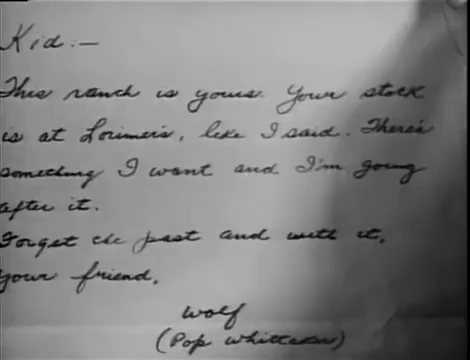 Kid:—
This ranch is yours. Your stock
is at Lorimer's, like I said. There's
something I want and I'm going
after it.
Forget the past and with it,
your friend,
Wolf
(Pop Whittaker)